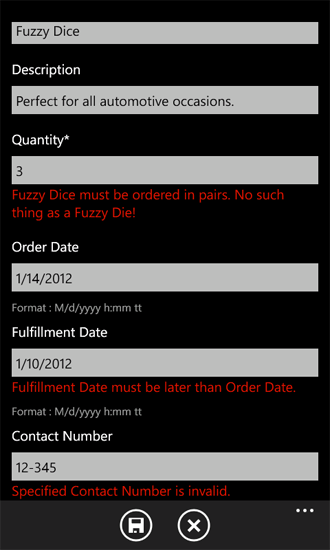 Fuzzy Dice
Description
Perfect for all automotive occasions.
Quantity*
3
Fuzzy Dice must be ordered in pairs. No such
thing as a Fuzzy Die!
Order Date
1/14/2012
Format : M/d/yyyy h:mm tt
Fulfillment Date
1/10/2012
Fulfillment Date must be later than Order Date.
Format : M/d/yyyy h:mm tt
Contact Number
12-345
Specified Contact Number is invalid.